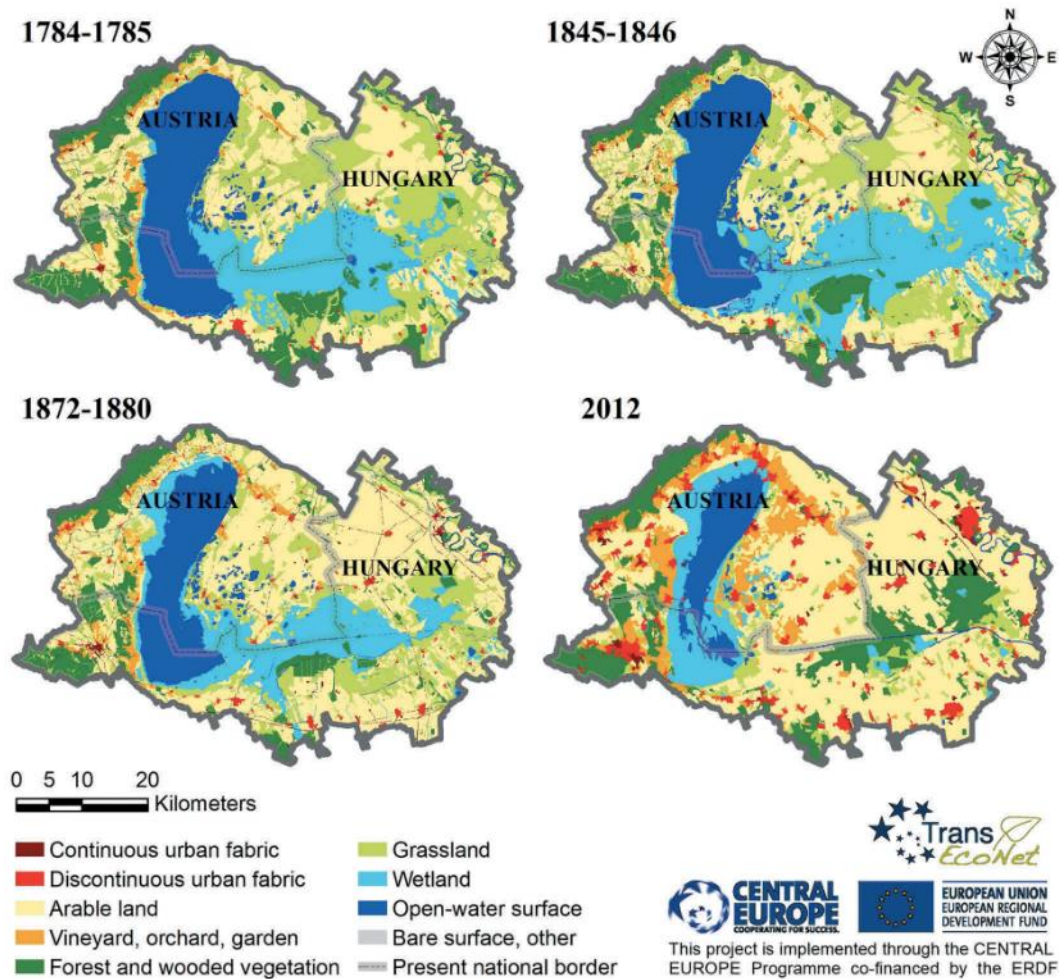 1784-1785
1845-1846
N
W E
S
AUSTRIA
HUNGARY
AUSTRIA
HUNGARY
1872-1880
2012
AUSTRIA
HUNGARY
AUSTRIA
HUNGARY
0 5 10 20
Kilometers
Continuous urban fabric
Discontinuous urban fabric
Arable land
Vineyard, orchard, garden
Forest and wooded vegetation
Grassland
Wetland
Open-water surface
Bare surface, other
Present national border
Trans
EcoNet
CENTRAL
EUROPE
COOPERATING FOR SUCCESS.
EUROPEAN UNION
EUROPEAN REGIONAL
DEVELOPMENT FUND
This project is implemented through the CENTRAL
EUROPE Programme co-financed by the ERDF